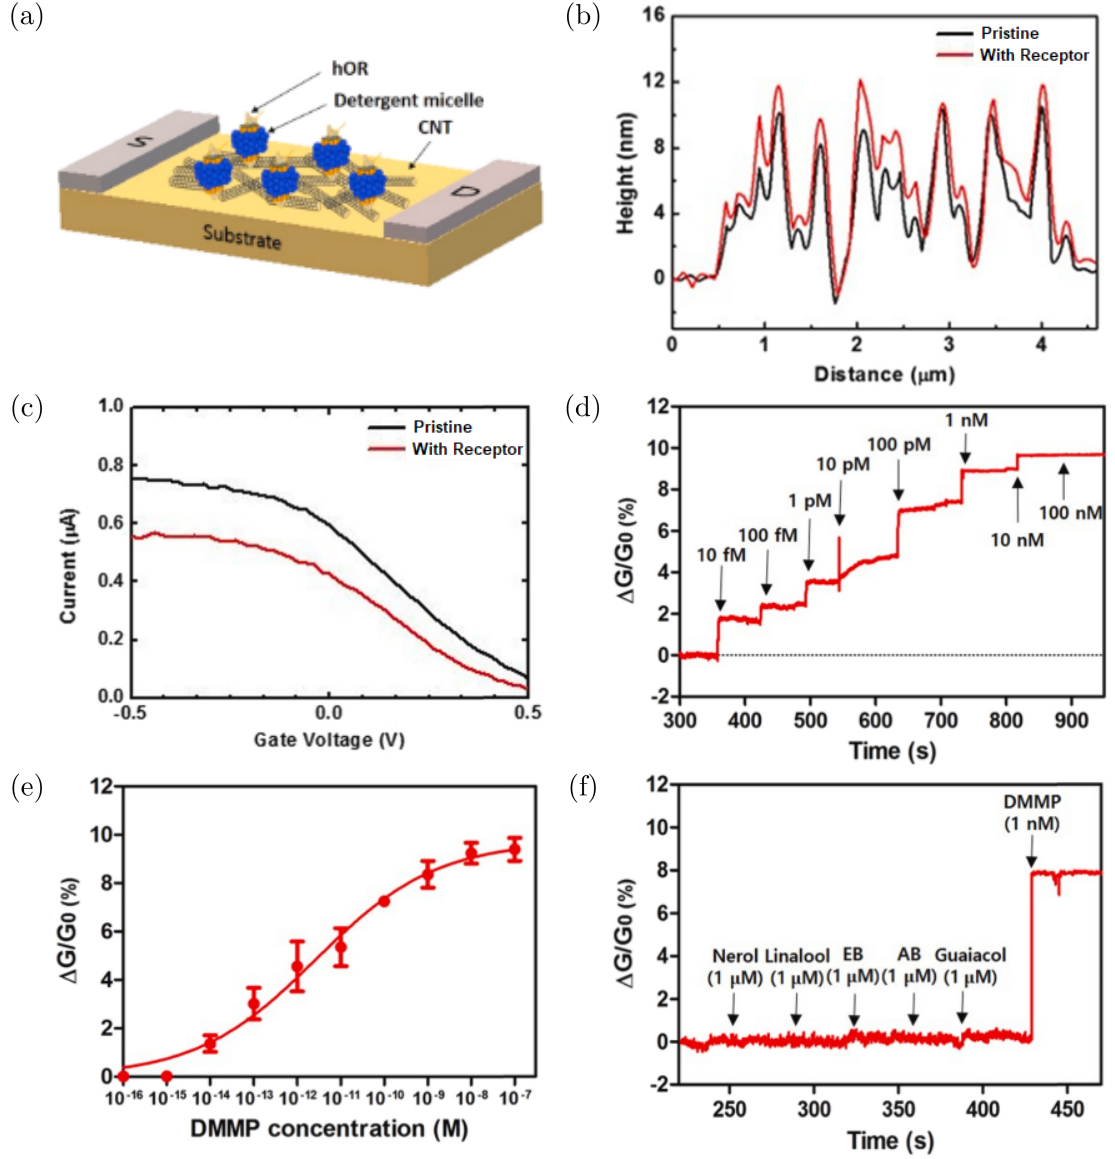 (a)
hOR
Detergent micelle
CNT
S
D
Substrate
(b)
16
12
8
4
0
Height (nm)
Pristine
With Receptor
0 1 2 3 4
Distance (μm)
(c)
1.0
0.8
0.6
0.4
0.2
0.0
Current (μA)
Pristine
With Receptor
-0.5 0.0 0.5
Gate Voltage (V)
(d)
12
10
8
6
4
2
0
-2
ΔG/G0 (%)
10 fM
100 fM
1 pM
10 pM
100 pM
1 nM
10 nM
100 nM
300 400 500 600 700 800 900
Time (s)
(e)
12
10
8
6
4
2
0
ΔG/G0 (%)
10-16 10-15 10-14 10-13 10-12 10-11 10-10 10-9 10-8 10-7
DMMP concentration (M)
(f)
12
10
8
6
4
2
0
-2
ΔG/G0 (%)
DMMP
(1 nM)
Nerol Linalool EB AB Guaiacol
(1 μM) (1 μM) (1 μM) (1 μM) (1 μM)
250 300 350 400 450
Time (s)